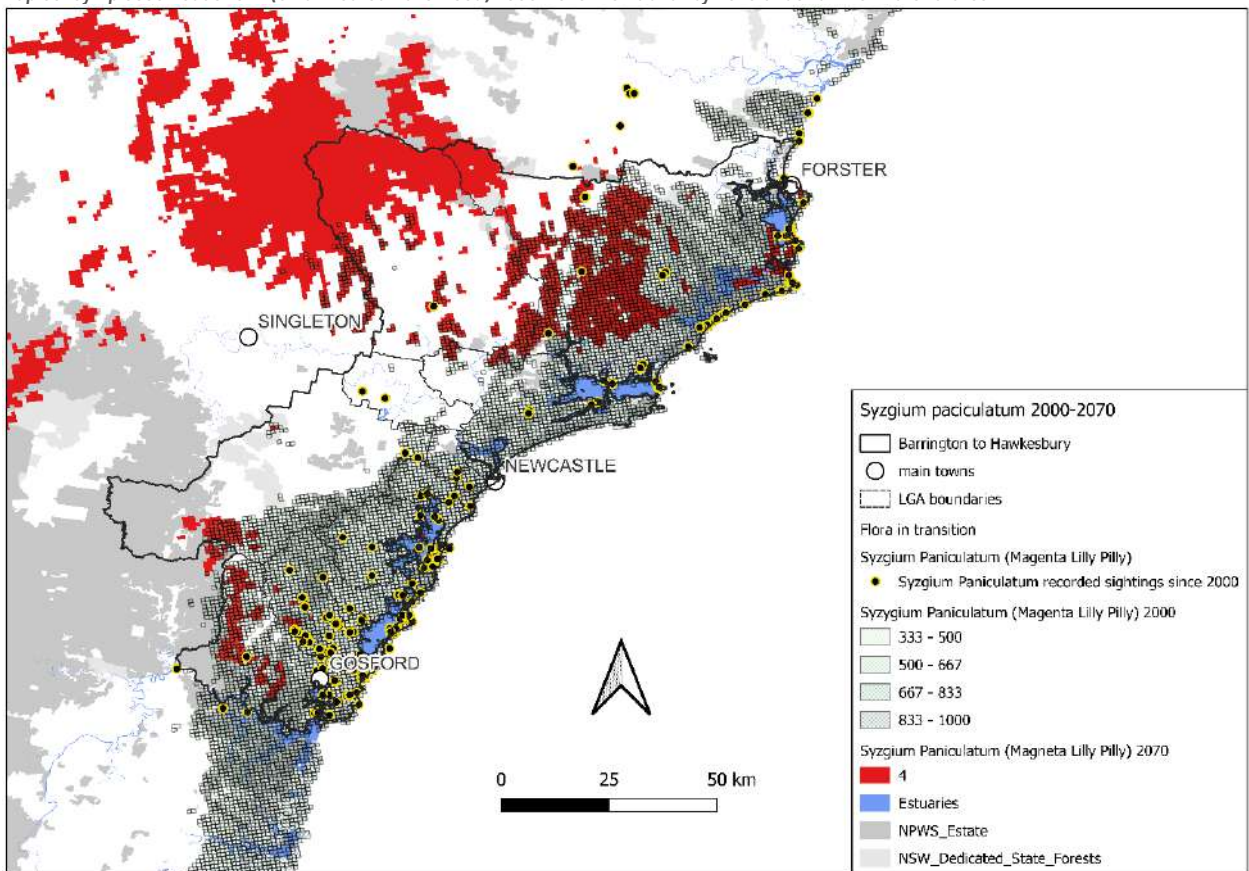 FORSTER
SINGLETON
NEWCASTLE
GOSFORD
0 25 50 km
Syzgium paciculatum 2000-2070
Barrington to Hawkesbury
main towns
LGA boundaries
Flora in transition
Syzgium Paniculatum (Magenta Lilly Pilly)
Syzgium Paniculatum recorded sightings since 2000
Syzygium Paniculatum (Magenta Lilly Pilly) 2000
333 - 500
500 - 667
667 - 833
833 - 1000
Syzgium Paniculatum (Magneta Lilly Pilly) 2070
4
Estuaries
NPWS_Estate
NSW_Dedicated_State_Forests